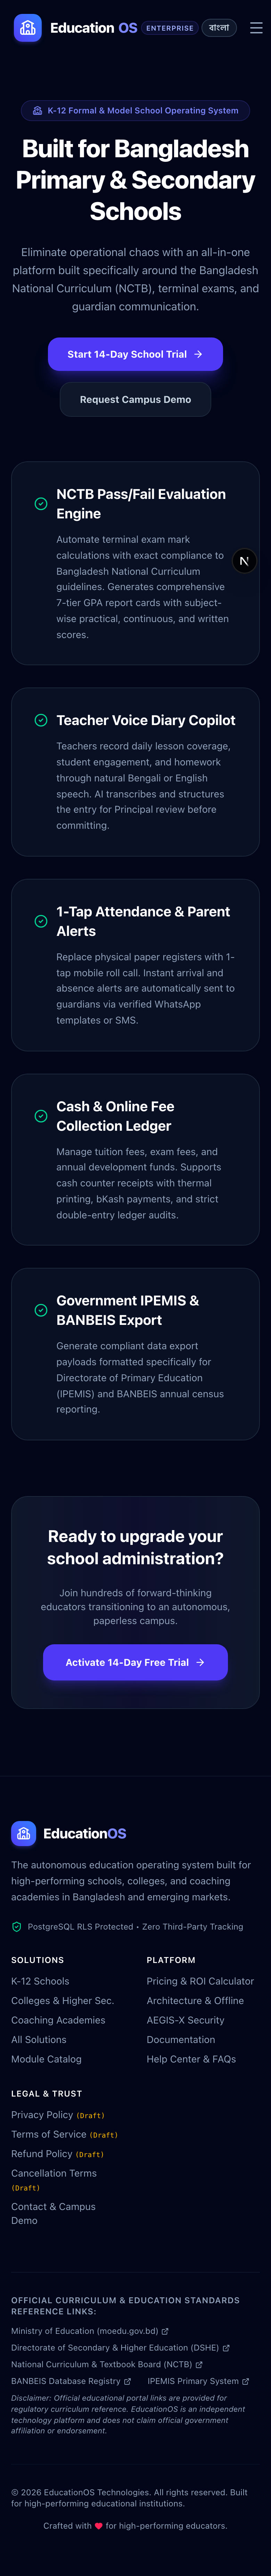 Education OS ENTERPRISE বাংলা
K-12 Formal & Model School Operating System
Built for Bangladesh
Primary & Secondary
Schools
Eliminate operational chaos with an all-in-one
platform built specifically around the Bangladesh
National Curriculum (NCTB), terminal exams, and
guardian communication.
Start 14-Day School Trial →
Request Campus Demo
NCTB Pass/Fail Evaluation
Engine
Automate terminal exam mark
calculations with exact compliance to
Bangladesh National Curriculum
guidelines. Generates comprehensive
7-tier GPA report cards with subject-
wise practical, continuous, and written
scores.
N
Teacher Voice Diary Copilot
Teachers record daily lesson coverage,
student engagement, and homework
through natural Bengali or English
speech. AI transcribes and structures
the entry for Principal review before
committing.
1-Tap Attendance & Parent
Alerts
Replace physical paper registers with 1-
tap mobile roll call. Instant arrival and
absence alerts are automatically sent to
guardians via verified WhatsApp
templates or SMS.
Cash & Online Fee
Collection Ledger
Manage tuition fees, exam fees, and
annual development funds. Supports
cash counter receipts with thermal
printing, bKash payments, and strict
double-entry ledger audits.
Government IPEMIS &
BANBEIS Export
Generate compliant data export
payloads formatted specifically for
Directorate of Primary Education
(IPEMIS) and BANBEIS annual census
reporting.
Ready to upgrade your
school administration?
Join hundreds of forward-thinking
educators transitioning to an autonomous,
paperless campus.
Activate 14-Day Free Trial →
EducationOS
The autonomous education operating system built for
high-performing schools, colleges, and coaching
academies in Bangladesh and emerging markets.
PostgreSQL RLS Protected • Zero Third-Party Tracking
SOLUTIONS
K-12 Schools
Colleges & Higher Sec.
Coaching Academies
All Solutions
Module Catalog
PLATFORM
Pricing & ROI Calculator
Architecture & Offline
AEGIS-X Security
Documentation
Help Center & FAQs
LEGAL & TRUST
Privacy Policy (Draft)
Terms of Service (Draft)
Refund Policy (Draft)
Cancellation Terms
(Draft)
Contact & Campus
Demo
OFFICIAL CURRICULUM & EDUCATION STANDARDS
REFERENCE LINKS:
Ministry of Education (moedu.gov.bd)
Directorate of Secondary & Higher Education (DSHE)
National Curriculum & Textbook Board (NCTB)
BANBEIS Database Registry IPEMIS Primary System
Disclaimer: Official educational portal links are provided for
regulatory curriculum reference. EducationOS is an independent
technology platform and does not claim official government
affiliation or endorsement.
© 2026 EducationOS Technologies. All rights reserved. Built
for high-performing educational institutions.
Crafted with ❤ for high-performing educators.